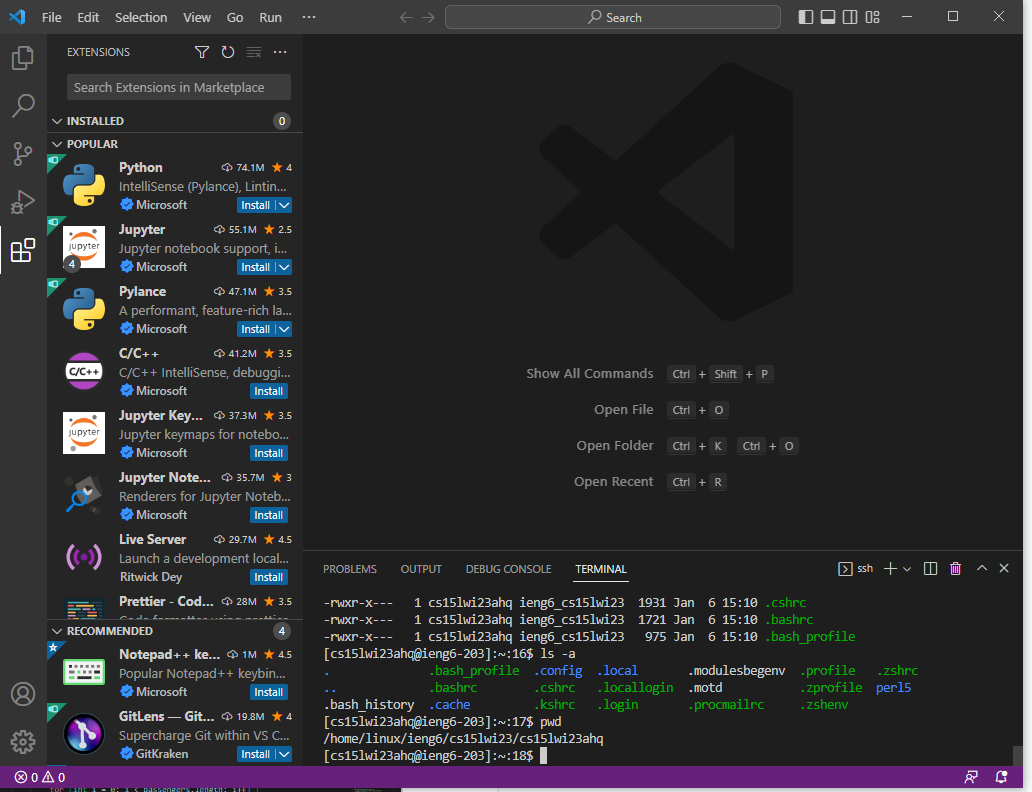 File Edit Selection View Go Run ··· Search
EXTENSIONS
Search Extensions in Marketplace
INSTALLED 0
POPULAR
Python 74.1M 4
IntelliSense (Pylance), Lintin...
Microsoft Install
Jupyter 55.1M 2.5
jupyter
Jupyter notebook support, i...
4
Microsoft Install
Pylance 47.1M 3.5
A performant, feature-rich la...
Microsoft Install
C/C++ 41.2M 3.5
C/C++
C/C++ IntelliSense, debuggi...
Microsoft Install
Jupyter Key... 37.3M 3.5
jupyter
Jupyter keymaps for notebo...
Microsoft Install
Jupyter Note... 35.7M 3
Renderers for Jupyter Noteb...
Microsoft Install
Live Server 29.7M 4.5
Launch a development local...
Ritwick Dey Install
Prettier - Cod... 28M 3.5
RECOMMENDED 4
Notepad++ ke... 1M 4.5
Popular Notepad++ keybin...
Microsoft Install
GitLens — Git... 19.8M 4
Supercharge Git within VS C...
GitKraken Install
Show All Commands Ctrl + Shift + P
Open File Ctrl + O
Open Folder Ctrl + K Ctrl + O
Open Recent Ctrl + R
PROBLEMS OUTPUT DEBUG CONSOLE TERMINAL ssh
-rwxr-x--- 1 cs15lwi23ahq ieng6_cs15lwi23 1931 Jan 6 15:10 .cshrc
-rwxr-x--- 1 cs15lwi23ahq ieng6_cs15lwi23 1721 Jan 6 15:10 .bashrc
-rwxr-x--- 1 cs15lwi23ahq ieng6_cs15lwi23 975 Jan 6 15:10 .bash_profile
[cs15lwi23ahq@ieng6-203]:~:16$ ls -a
. .bash_profile .config .local .modulesbegenv .profile .zshrc
.. .bashrc .cshrc .locallogin .motd .zprofile perl5
.bash_history .cache .kshrc .login .procmailrc .zshenv
[cs15lwi23ahq@ieng6-203]:~:17$ pwd
/home/linux/ieng6/cs15lwi23/cs15lwi23ahq
[cs15lwi23ahq@ieng6-203]:~:18$
0 0